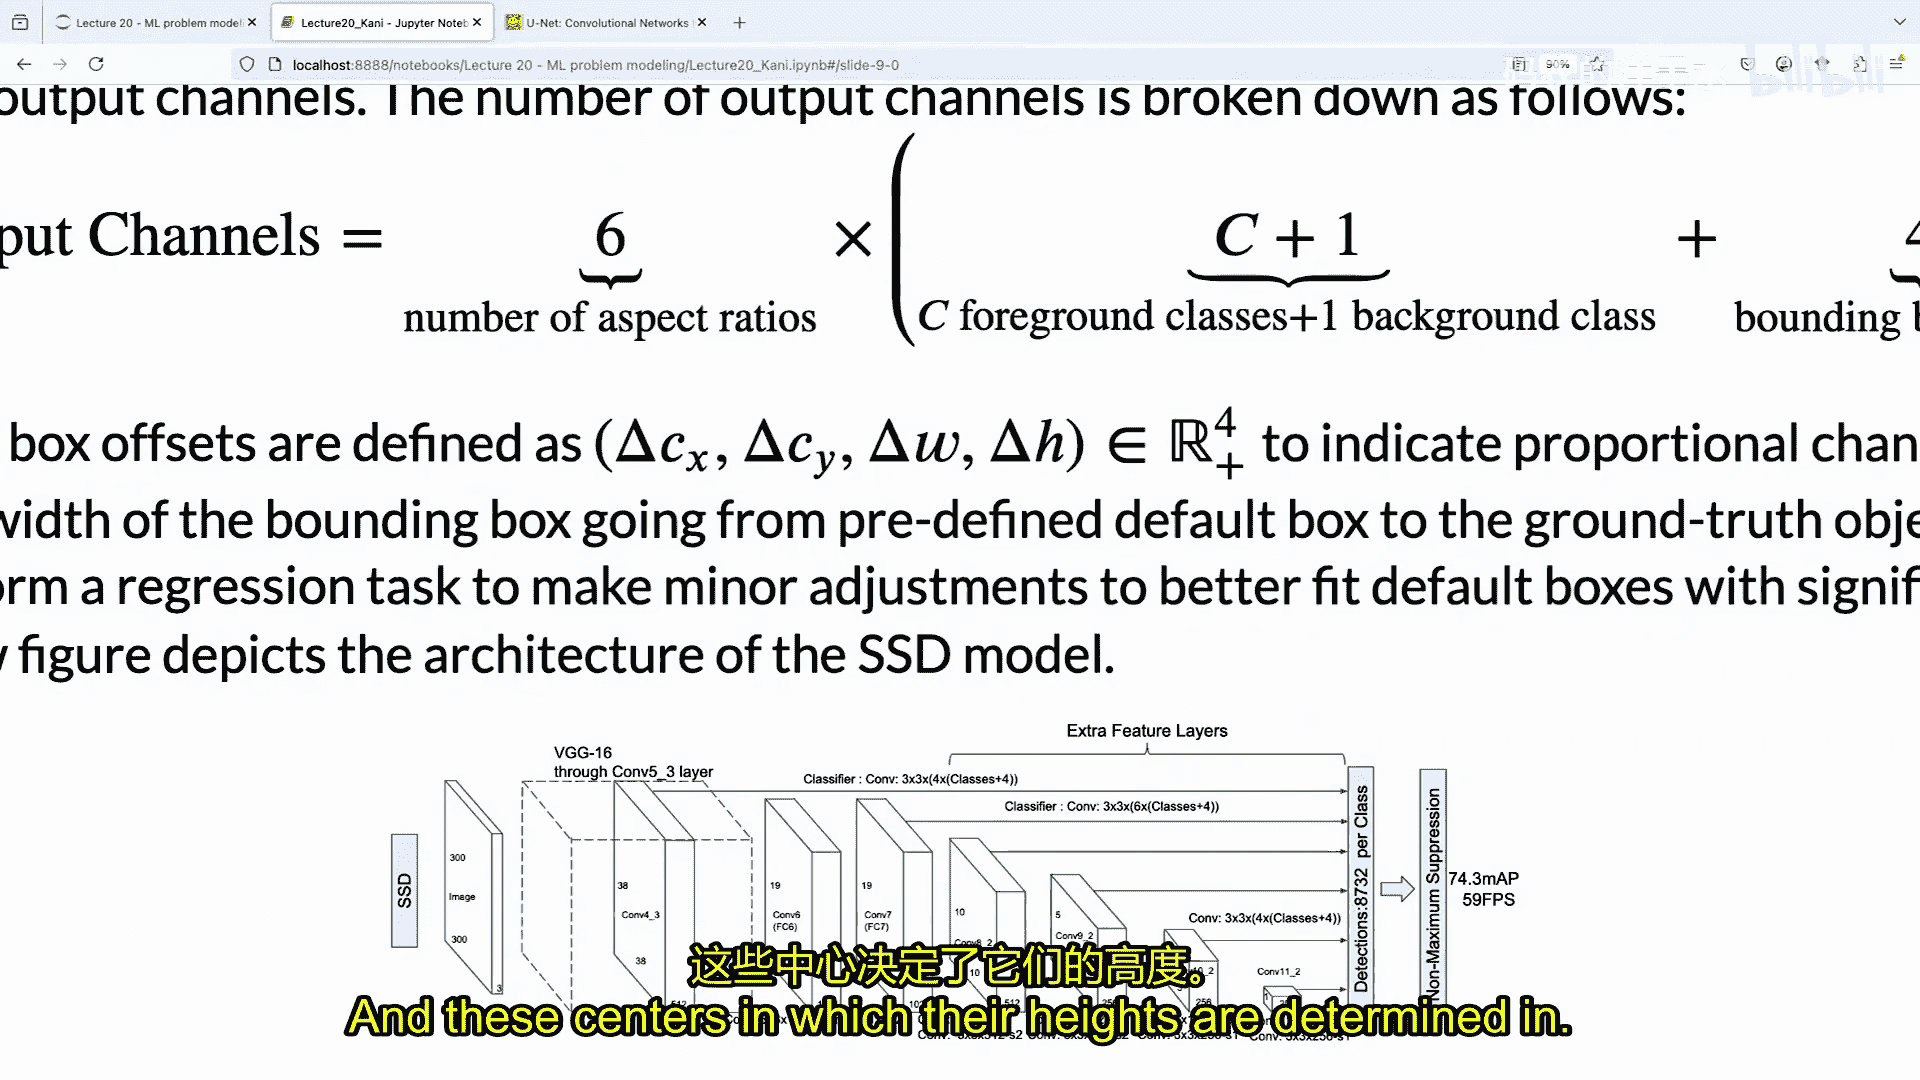 Lecture 20 - ML problem model
Lecture20_Kani - Jupyter Noteb
U-Net: Convolutional Networks
localhost:8888/notebooks/Lecture 20 - ML problem modeling/Lecture20_Kani.ipynb#/slide-9-0
90%
bilibili
output channels. The number of output channels is broken down as follows:
put Channels = 6 × ( C + 1 +
number of aspect ratios C foreground classes+1 background class bounding
box offsets are defined as (Δc_x, Δc_y, Δw, Δh) ∈ ℝ₊⁴ to indicate proportional chan
width of the bounding box going from pre-defined default box to the ground-truth obje
orm a regression task to make minor adjustments to better fit default boxes with signif
figure depicts the architecture of the SSD model.
Extra Feature Layers
VGG-16
through Conv5_3 layer
Classifier : Conv: 3x3x(4x(Classes+4))
Classifier : Conv: 3x3x(6x(Classes+4))
Conv: 3x3x(4x(Classes+4))
SSD
300
Image
300
3
38
Conv4_3
38
19
Conv6
(FC6)
19
Conv7
(FC7)
10
10
5
Conv9_2
Conv11_2
Detections:8732 per Class
Non-Maximum Suppression
74.3mAP
59FPS
这些中心决定了它们的高度。
And these centers in which their heights are determined in.